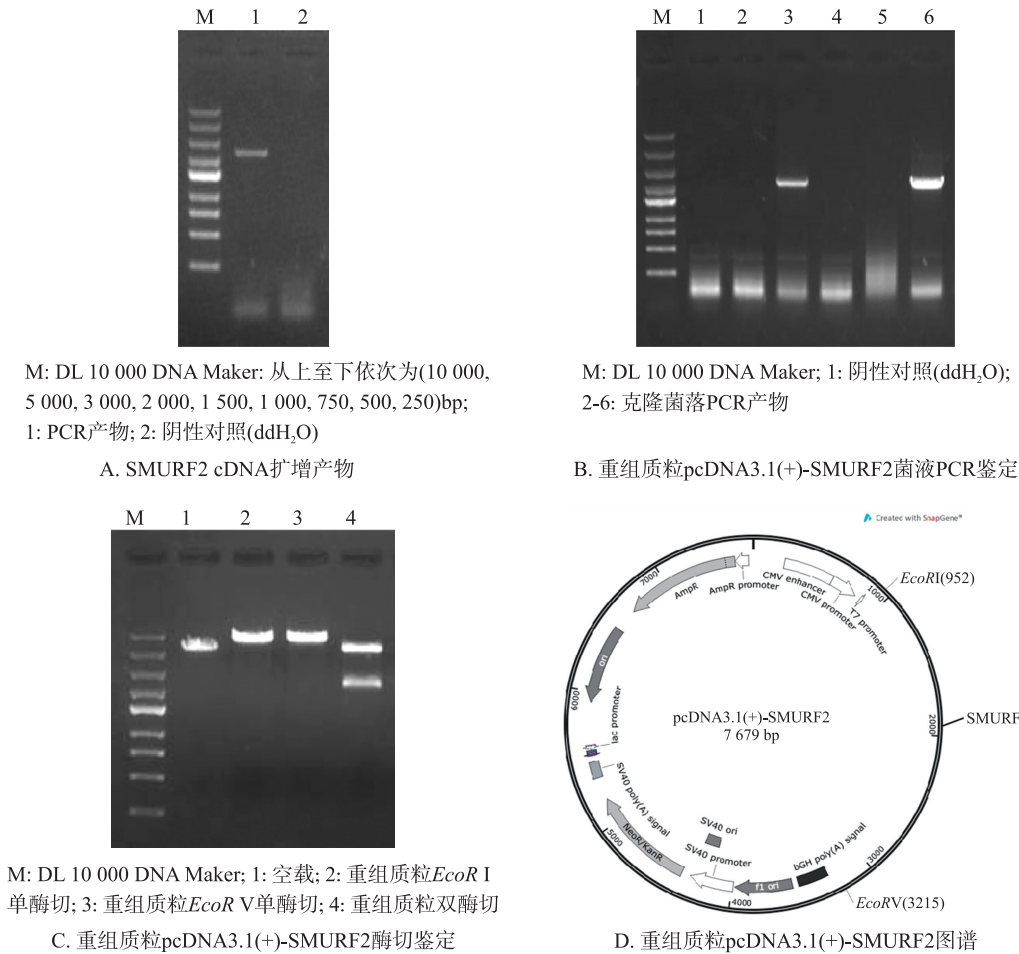 M 1 2
M 1 2 3 4 5 6
M: DL 10 000 DNA Maker: 从上至下依次为(10 000,
5 000, 3 000, 2 000, 1 500, 1 000, 750, 500, 250)bp;
1: PCR产物; 2: 阴性对照(ddH₂O)
A. SMURF2 cDNA扩增产物
M: DL 10 000 DNA Maker; 1: 阴性对照(ddH₂O);
2-6: 克隆菌落PCR产物
B. 重组质粒pcDNA3.1(+)-SMURF2菌液PCR鉴定
M 1 2 3 4
M: DL 10 000 DNA Maker; 1: 空载; 2: 重组质粒EcoR I
单酶切; 3: 重组质粒EcoR V单酶切; 4: 重组质粒双酶切
C. 重组质粒pcDNA3.1(+)-SMURF2酶切鉴定
Created with SnapGene®
AmpR
AmpR promoter
CMV enhancer
CMV promoter
T7 promoter
EcoRI(952)
1000
2000
SMURF
3000
EcoRV(3215)
bGH poly(A) signal
f1 ori
4000
SV40 promoter
SV40 ori
NeoR/KanR
5000
SV40 poly(A) signal
lac promoter
6000
ori
7000
pcDNA3.1(+)-SMURF2
7 679 bp
D. 重组质粒pcDNA3.1(+)-SMURF2图谱